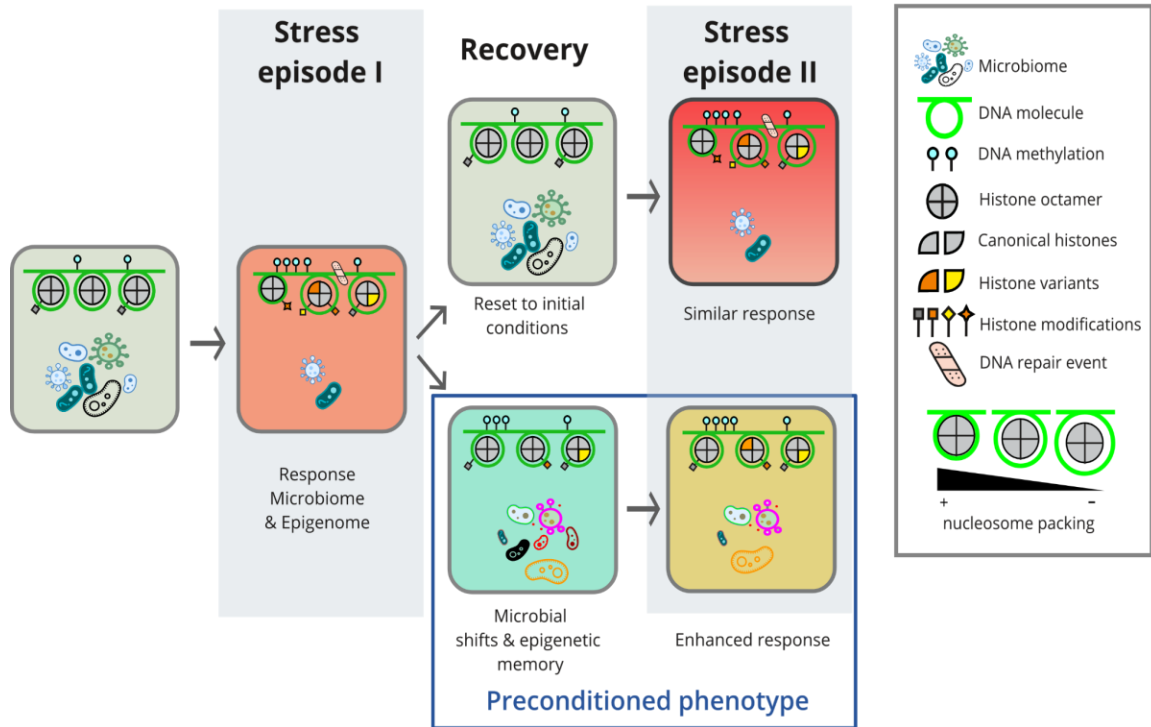 Stress
episode I
Recovery
Stress
episode II
Response
Microbiome
& Epigenome
Reset to initial
conditions
Similar response
Microbial
shifts & epigenetic
memory
Enhanced response
Preconditioned phenotype
Microbiome
DNA molecule
DNA methylation
Histone octamer
Canonical histones
Histone variants
Histone modifications
DNA repair event
+ −
nucleosome packing